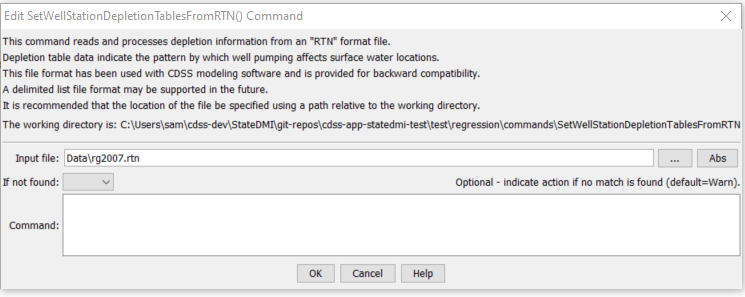 Edit SetWellStationDepletionTablesFromRTN() Command
This command reads and processes depletion information from an "RTN" format file.
Depletion table data indicate the pattern by which well pumping affects surface water locations.
This file format has been used with CDSS modeling software and is provided for backward compatibility.
A delimited list file format may be supported in the future.
It is recommended that the location of the file be specified using a path relative to the working directory.
The working directory is: C:\Users\sam\cdss-dev\StateDMI\git-repos\cdss-app-statedmi-test\test\regression\commands\SetWellStationDepletionTablesFromRTN
Input file: Data\rg2007.rtn ... Abs
If not found: Optional - indicate action if no match is found (default=Warn).
Command:
OK Cancel Help